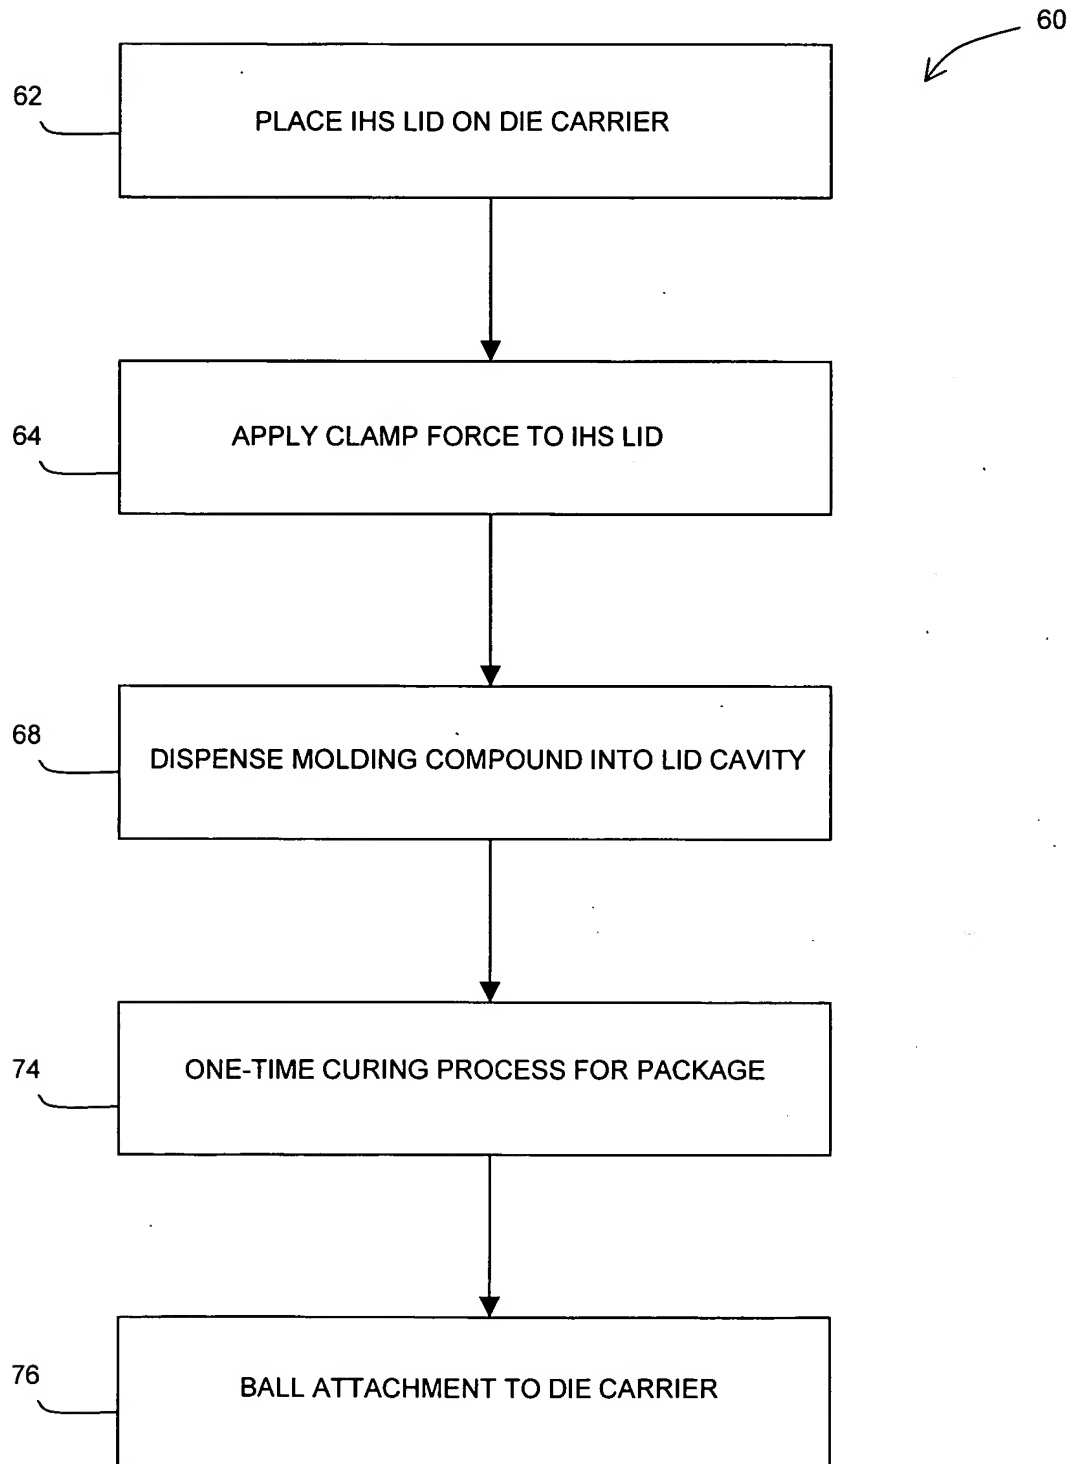 60
62
PLACE IHS LID ON DIE CARRIER
64
APPLY CLAMP FORCE TO IHS LID
68
DISPENSE MOLDING COMPOUND INTO LID CAVITY
74
ONE-TIME CURING PROCESS FOR PACKAGE
76
BALL ATTACHMENT TO DIE CARRIER